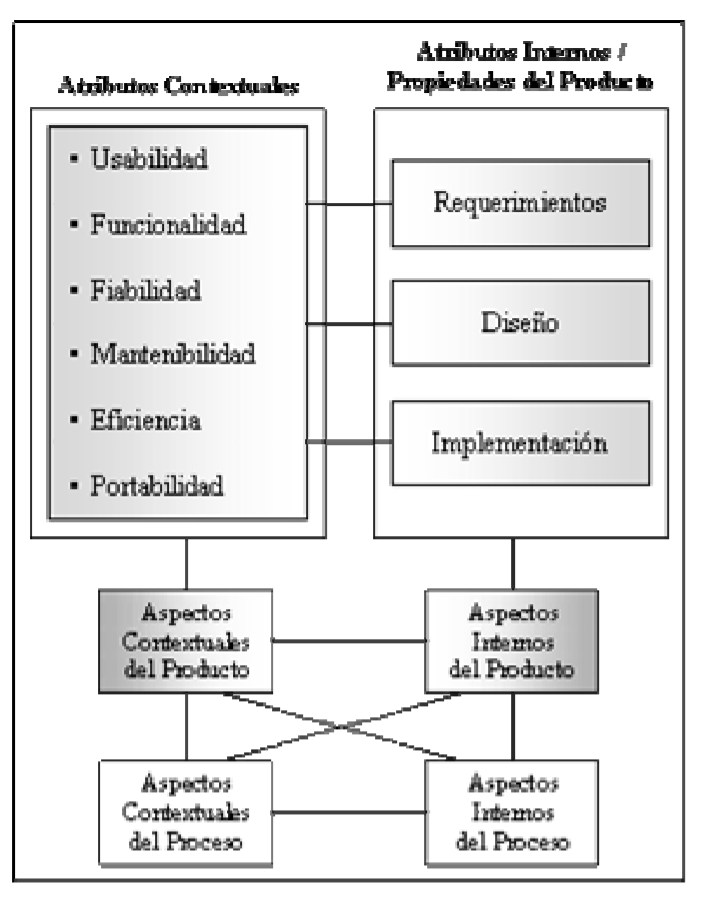 Atributos Contextuales
Atributos Internos /
Propiedades del Producto
▪ Usabilidad
▪ Funcionalidad
▪ Fiabilidad
▪ Mantenibilidad
▪ Eficiencia
▪ Portabilidad
Requerimientos
Diseño
Implementación
Aspectos
Contextuales
del Producto
Aspectos
Internos
del Producto
Aspectos
Contextuales
del Proceso
Aspectos
Internos
del Proceso